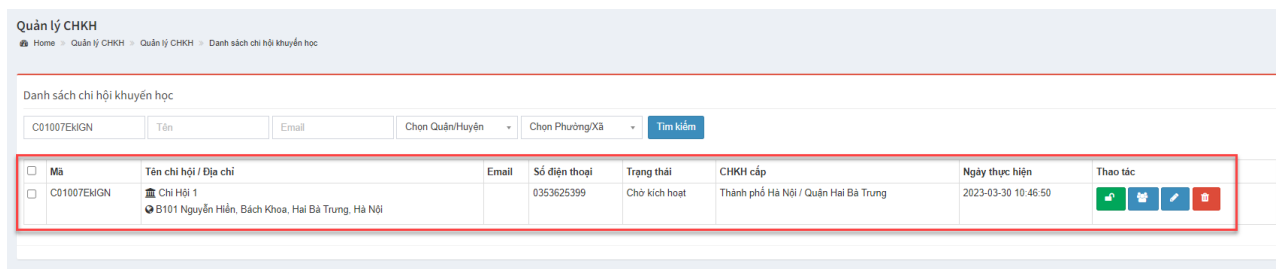 Quản lý CHKH
Home » Quản lý CHKH » Quản lý CHKH » Danh sách chi hội khuyến học
Danh sách chi hội khuyến học
C01007EkIGN Tên Email Chọn Quận/Huyện Chọn Phường/Xã Tìm kiếm
Mã Tên chi hội / Địa chỉ Email Số điện thoại Trạng thái CHKH cấp Ngày thực hiện Thao tác
C01007EkIGN Chi Hội 1 0353625399 Chờ kích hoạt Thành phố Hà Nội / Quận Hai Bà Trưng 2023-03-30 10:46:50
B101 Nguyễn Hiền, Bách Khoa, Hai Bà Trưng, Hà Nội